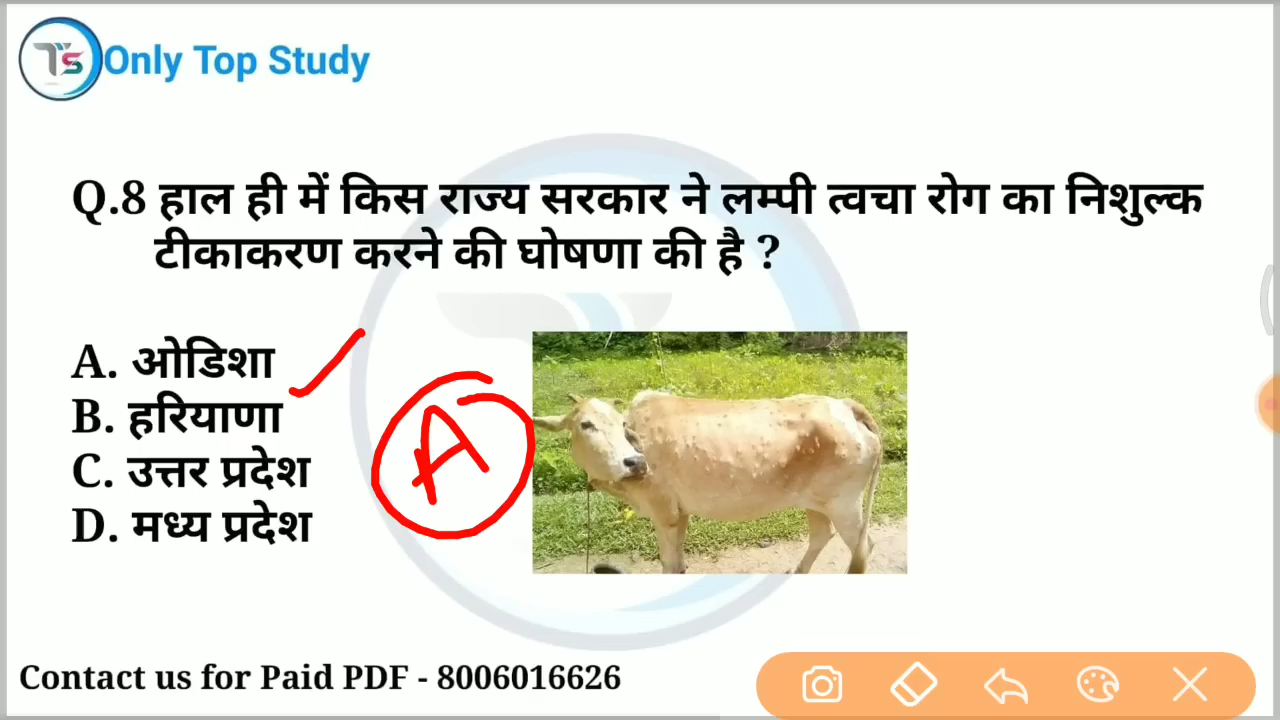 Ts Only Top Study
Q.8 हाल ही में किस राज्य सरकार ने लम्पी त्वचा रोग का निशुल्क
टीकाकरण करने की घोषणा की है ?
A. ओडिशा
B. हरियाणा
C. उत्तर प्रदेश
D. मध्य प्रदेश
A
Contact us for Paid PDF - 8006016626